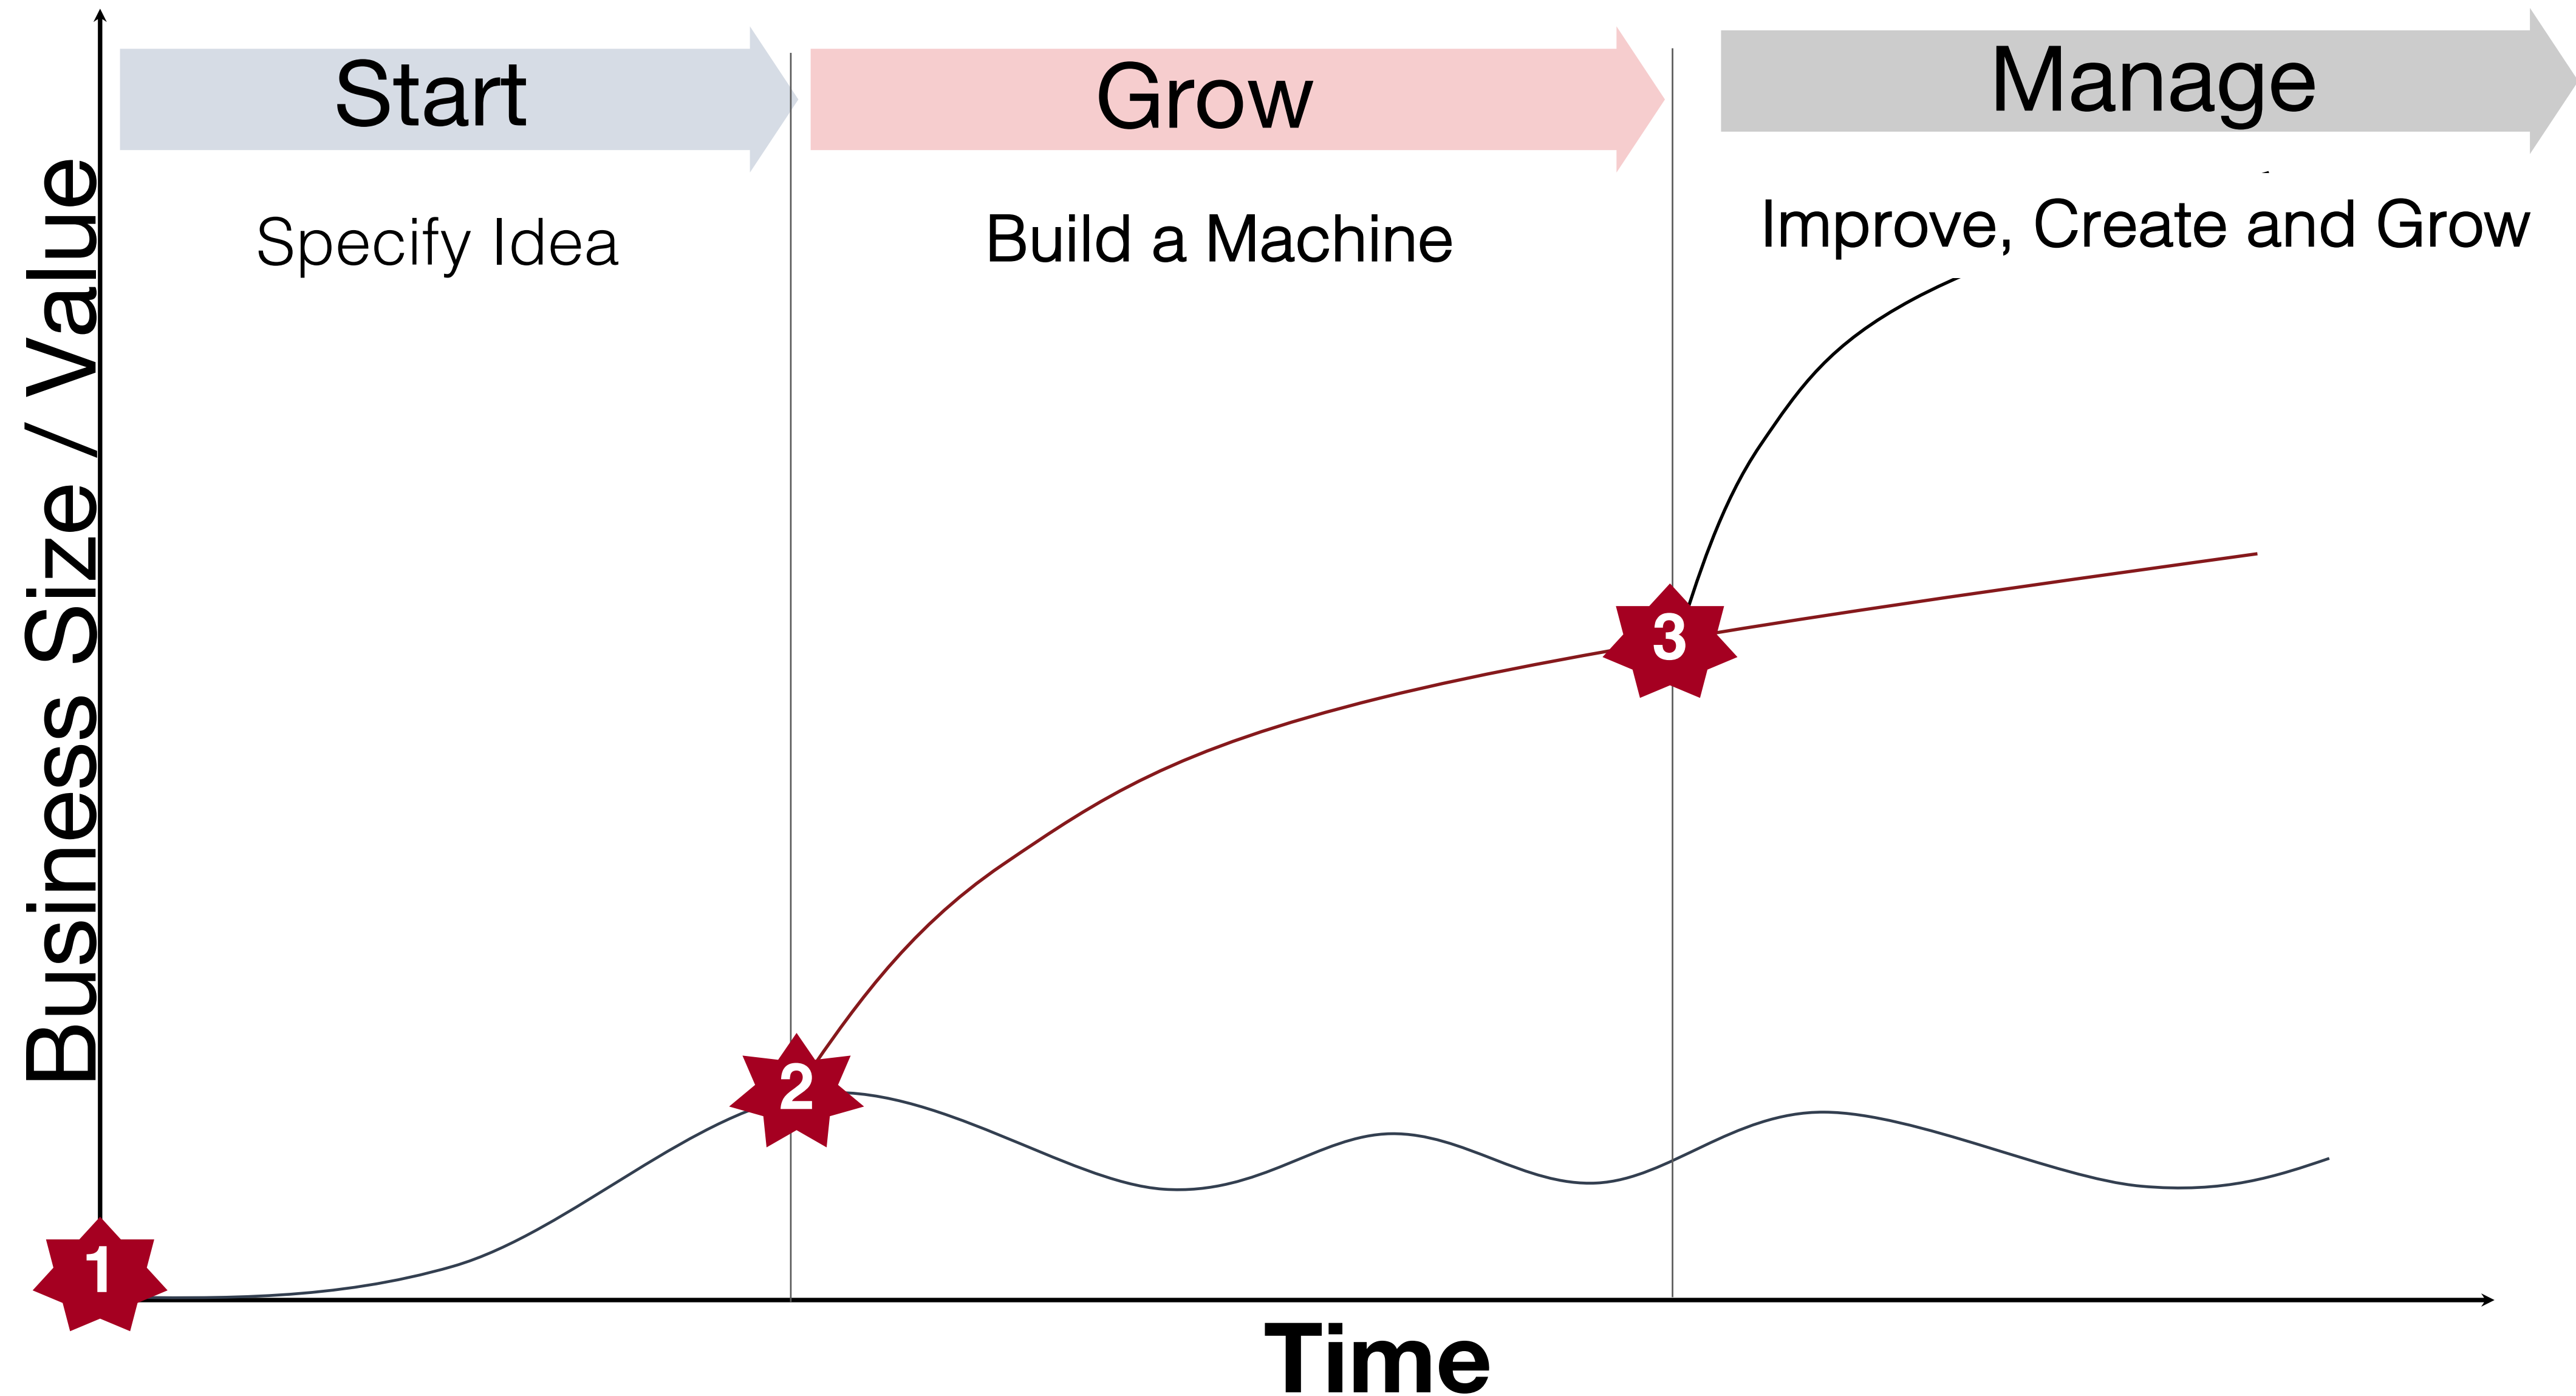 Start
Grow
Manage
Specify Idea
Build a Machine
Improve, Create and Grow
Business Size / Value
3
2
1
Time